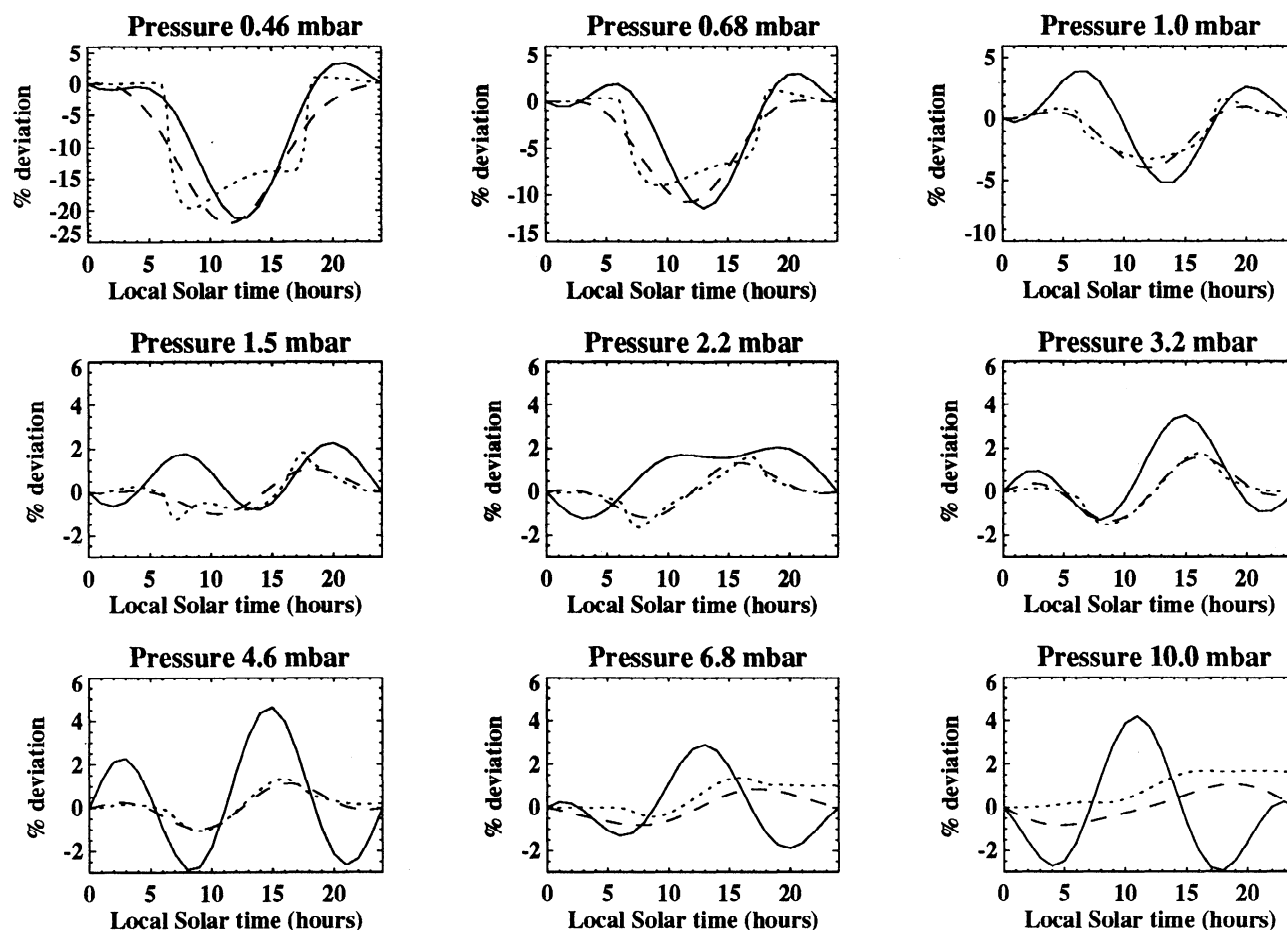 Pressure 0.46 mbar
5
0
-5
-10
-15
-20
-25
% deviation
0 5 10 15 20
Local Solar time (hours)
Pressure 0.68 mbar
5
0
-5
-10
-15
% deviation
0 5 10 15 20
Local Solar time (hours)
Pressure 1.0 mbar
5
0
-5
-10
% deviation
0 5 10 15 20
Local Solar time (hours)
Pressure 1.5 mbar
6
4
2
0
-2
% deviation
0 5 10 15 20
Local Solar time (hours)
Pressure 2.2 mbar
6
4
2
0
-2
% deviation
0 5 10 15 20
Local Solar time (hours)
Pressure 3.2 mbar
6
4
2
0
-2
% deviation
0 5 10 15 20
Local Solar time (hours)
Pressure 4.6 mbar
6
4
2
0
-2
% deviation
0 5 10 15 20
Local Solar time (hours)
Pressure 6.8 mbar
6
4
2
0
-2
% deviation
0 5 10 15 20
Local Solar time (hours)
Pressure 10.0 mbar
6
4
2
0
-2
% deviation
0 5 10 15 20
Local Solar time (hours)